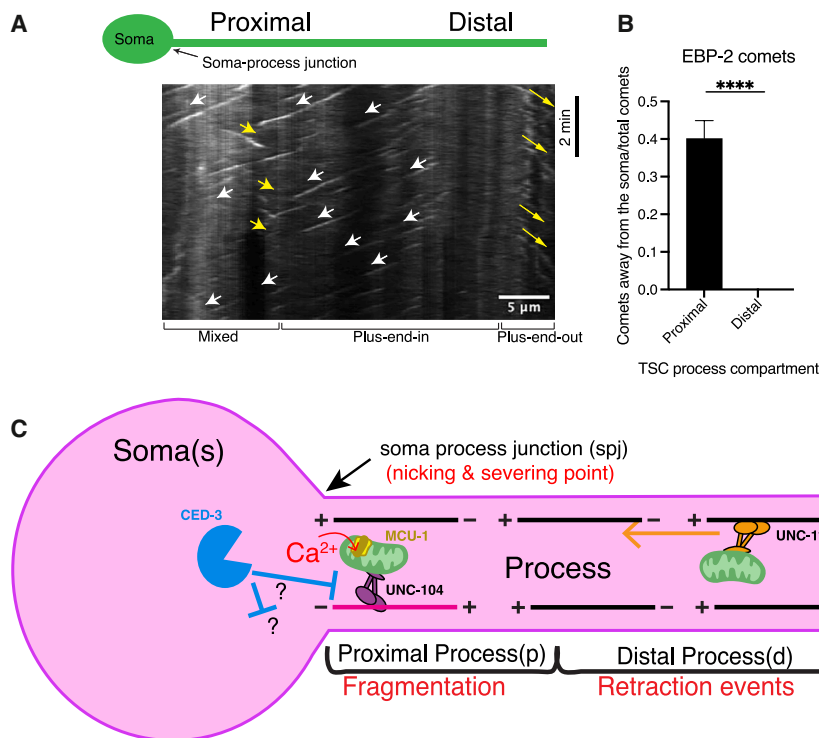 A
Proximal
Distal
Soma
Soma-process junction
2 min
5 μm
Mixed
Plus-end-in
Plus-end-out
B
EBP-2 comets
****
Comets away from the soma/total comets
0.5
0.4
0.3
0.2
0.1
0.0
Proximal
Distal
TSC process compartment
C
Soma(s)
soma process junction (spj)
(nicking & severing point)
CED-3
+ − + − +
MCU-1
Ca2+
UNC-1
Process
?
UNC-104
?
− + + − +
Proximal Process(p)
Distal Process(d)
Fragmentation
Retraction events